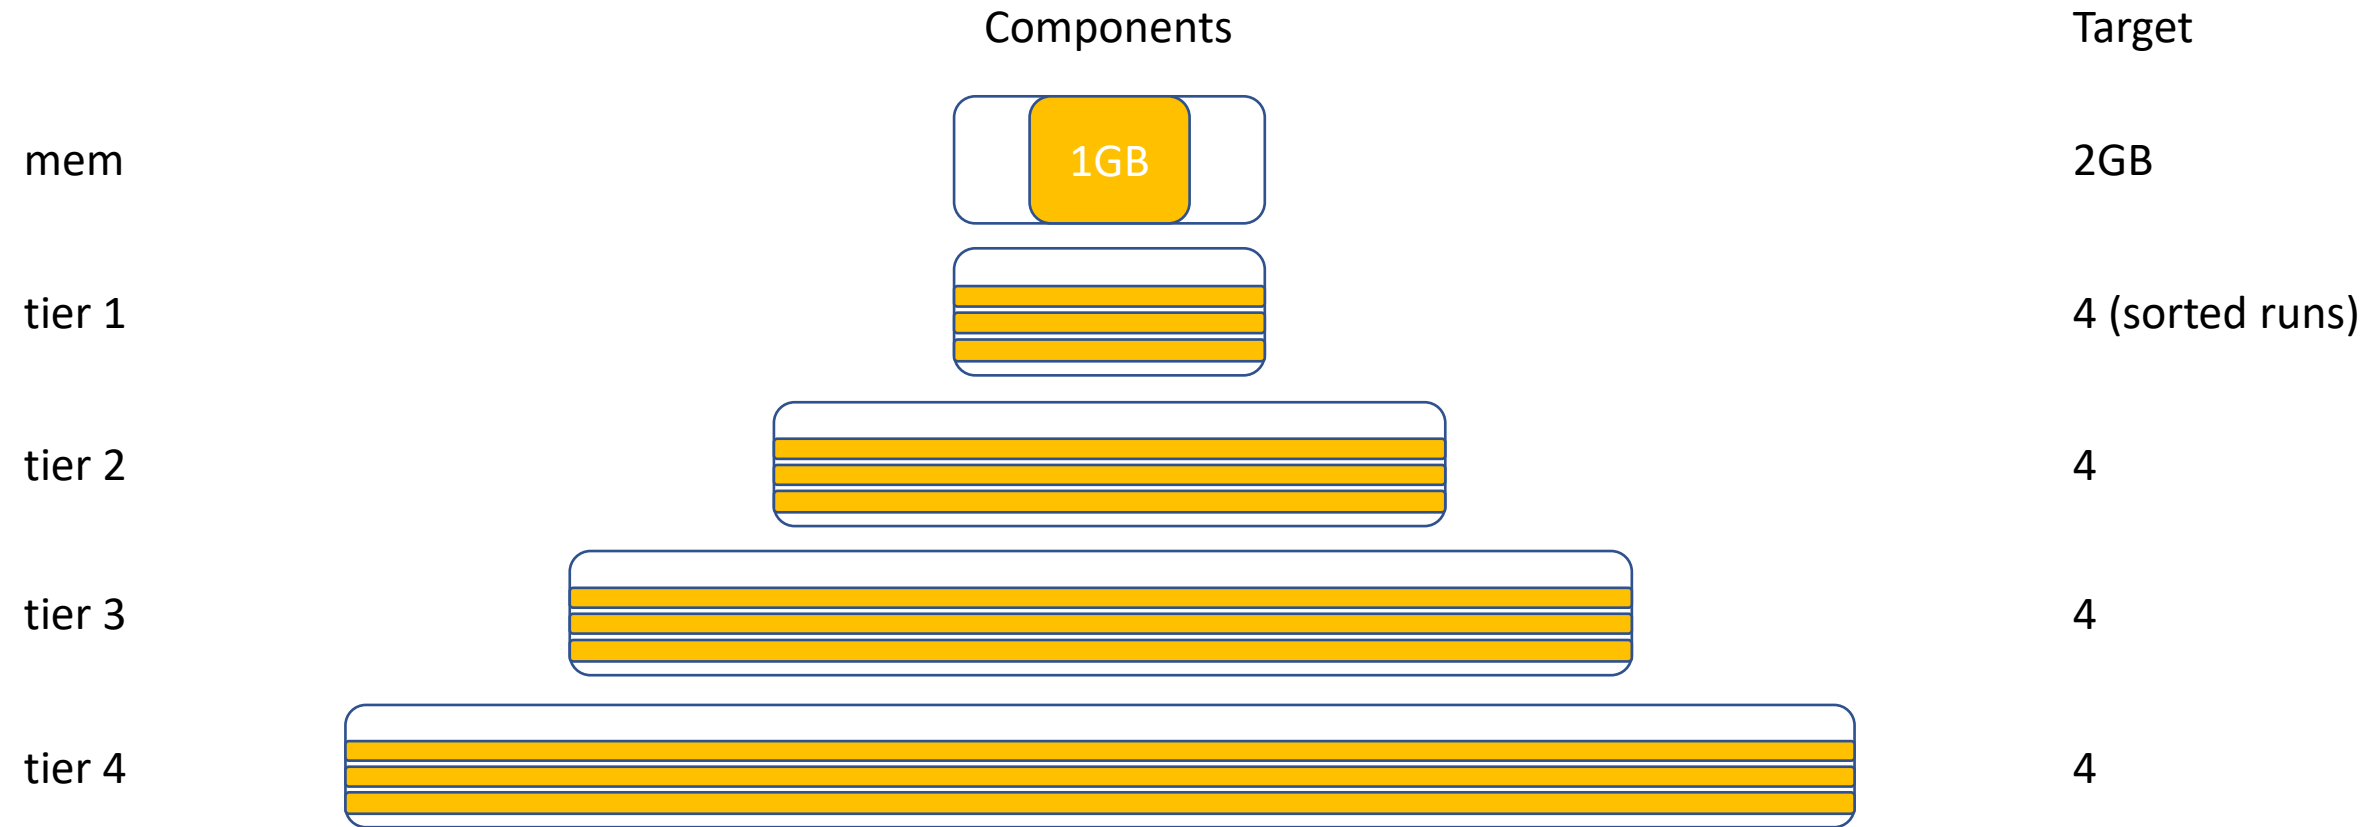 Components Target
mem 1GB 2GB
tier 1 4 (sorted runs)
tier 2 4
tier 3 4
tier 4 4